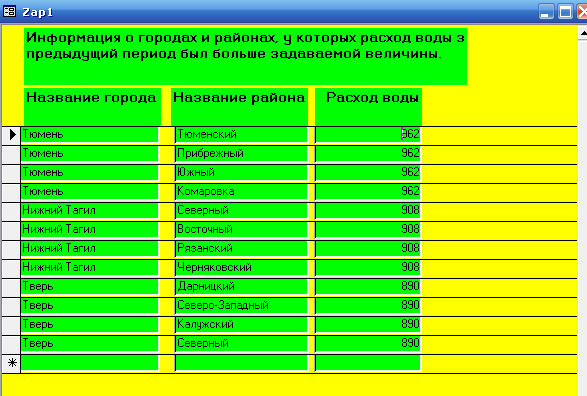 Zap1
Информация о городах и районах, у которых расход воды з
предыдущий период был больше задаваемой величины.
Название города Название района Расход воды
Тюмень Тюменский 962
Тюмень Прибрежный 962
Тюмень Южный 962
Тюмень Комаровка 962
Нижний Тагил Северный 908
Нижний Тагил Восточный 908
Нижний Тагил Рязанский 908
Нижний Тагил Черняковский 908
Тверь Дарницкий 890
Тверь Северо-Западный 890
Тверь Калужский 890
Тверь Северный 890